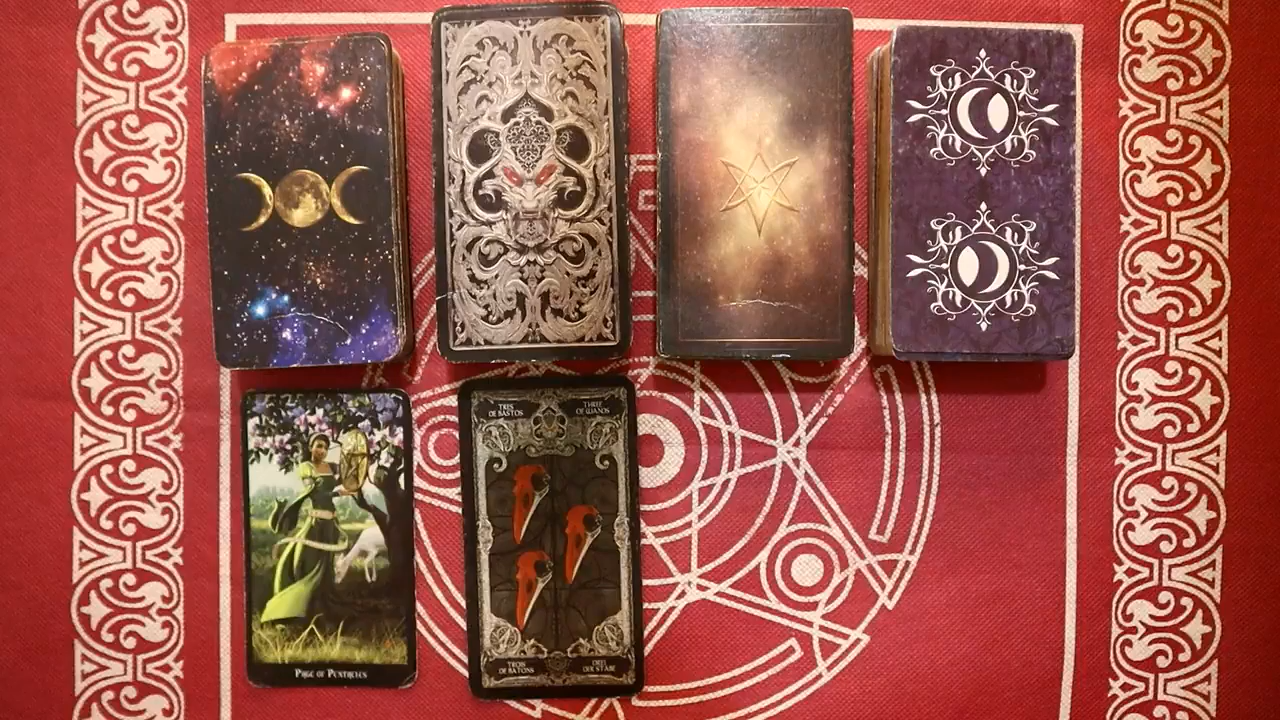 PAGE OF PENTACLES
TRES
DE BASTOS
THREE
OF WANDS
TROIS
DE BATONS
DREI
DER STÄBE